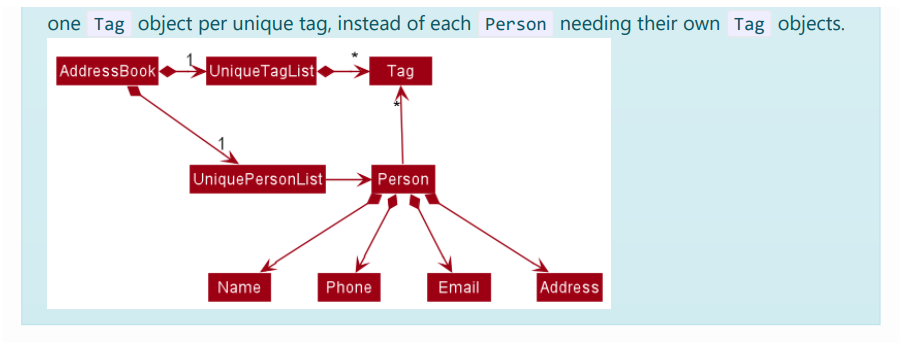 one Tag object per unique tag, instead of each Person needing their own Tag objects.
AddressBook 1 UniqueTagList * Tag
*
1
UniquePersonList Person
Name Phone Email Address